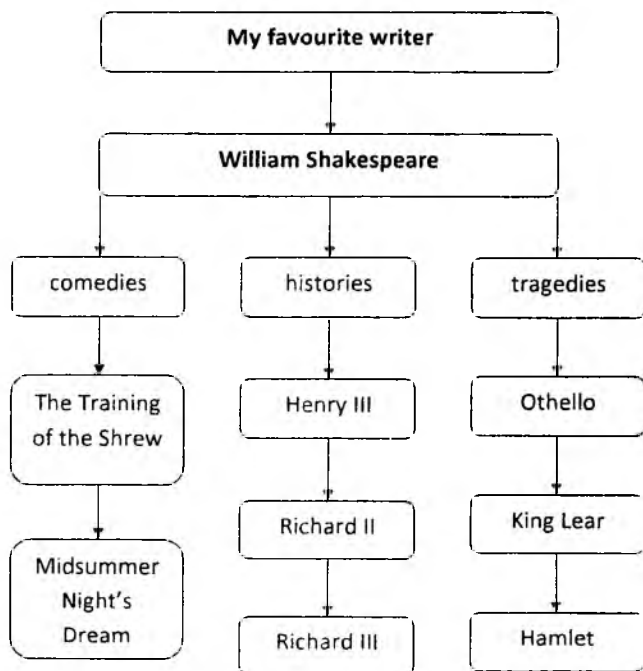 My favourite writer
William Shakespeare
comedies
histories
tragedies
The Training
of the Shrew
Henry III
Othello
Richard II
King Lear
Midsummer
Night's
Dream
Richard III
Hamlet